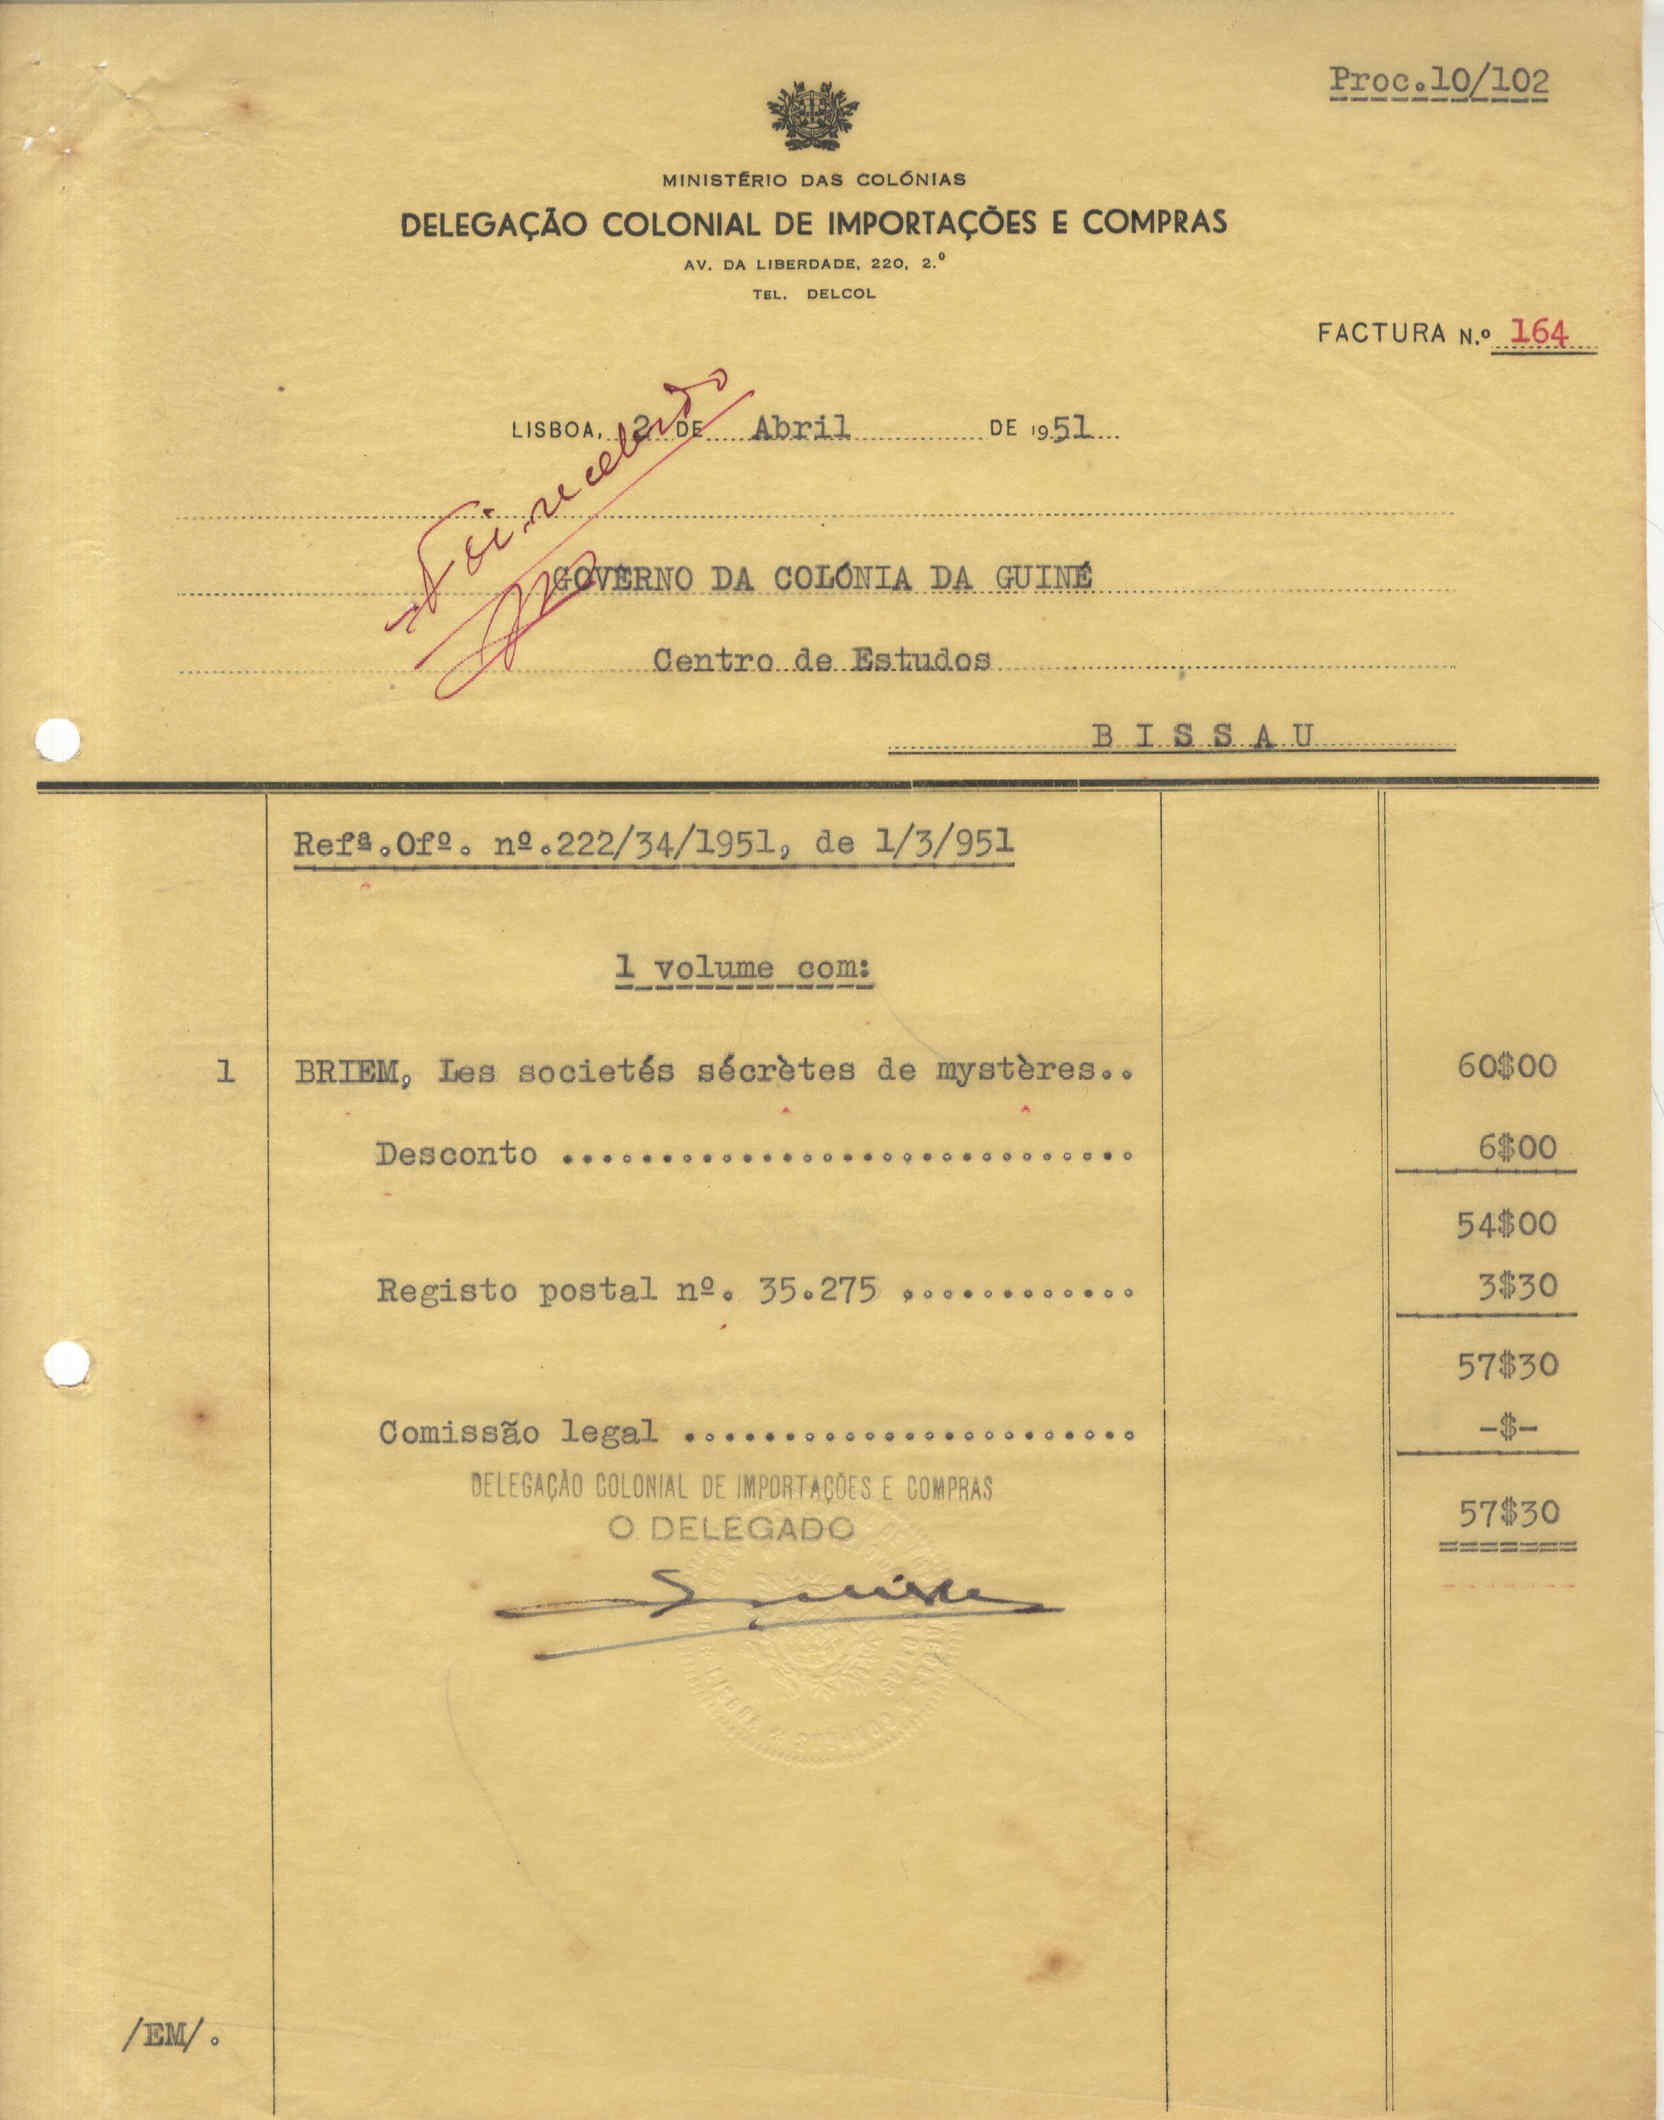 Proc.10/102
MINISTÉRIO DAS COLÓNIAS
DELEGAÇÃO COLONIAL DE IMPORTAÇÕES E COMPRAS
AV. DA LIBERDADE, 220, 2.º
TEL. DELCOL
FACTURA N.º 164
LISBOA, 2 DE Abril DE 1951
Foi recebido
GOVERNO DA COLÓNIA DA GUINÉ
Centro de Estudos
B I S S A U
Refª.Ofº. nº.222/34/1951, de 1/3/951
1 volume com:
1 BRIEM, Les societés sécrètes de mystères.. 60$00
Desconto ............................. 6$00
54$00
Registo postal nº. 35.275 ............ 3$30
57$30
Comissão legal ....................... -$-
DELEGAÇÃO COLONIAL DE IMPORTAÇÕES E COMPRAS
O DELEGADO
57$30
/EM/.